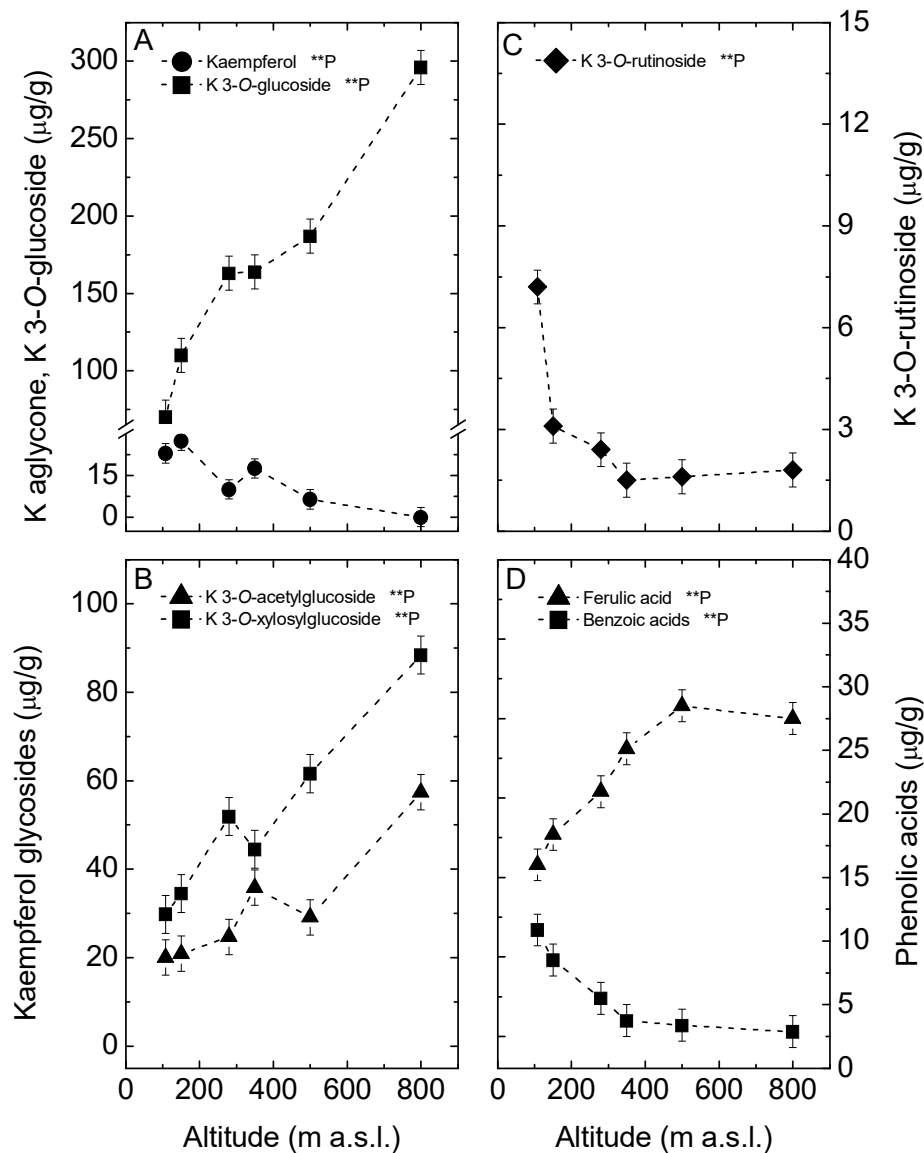 A
Kaempferol **P
K 3-O-glucoside **P
300
250
200
150
100
15
0
K aglycone, K 3-O-glucoside (μg/g)
C
K 3-O-rutinoside **P
15
12
9
6
3
0
K 3-O-rutinoside (μg/g)
B
K 3-O-acetylglucoside **P
K 3-O-xylosylglucoside **P
100
80
60
40
20
0
Kaempferol glycosides (μg/g)
0 200 400 600 800
Altitude (m a.s.l.)
D
Ferulic acid **P
Benzoic acids **P
40
35
30
25
20
15
10
5
0
Phenolic acids (μg/g)
0 200 400 600 800
Altitude (m a.s.l.)